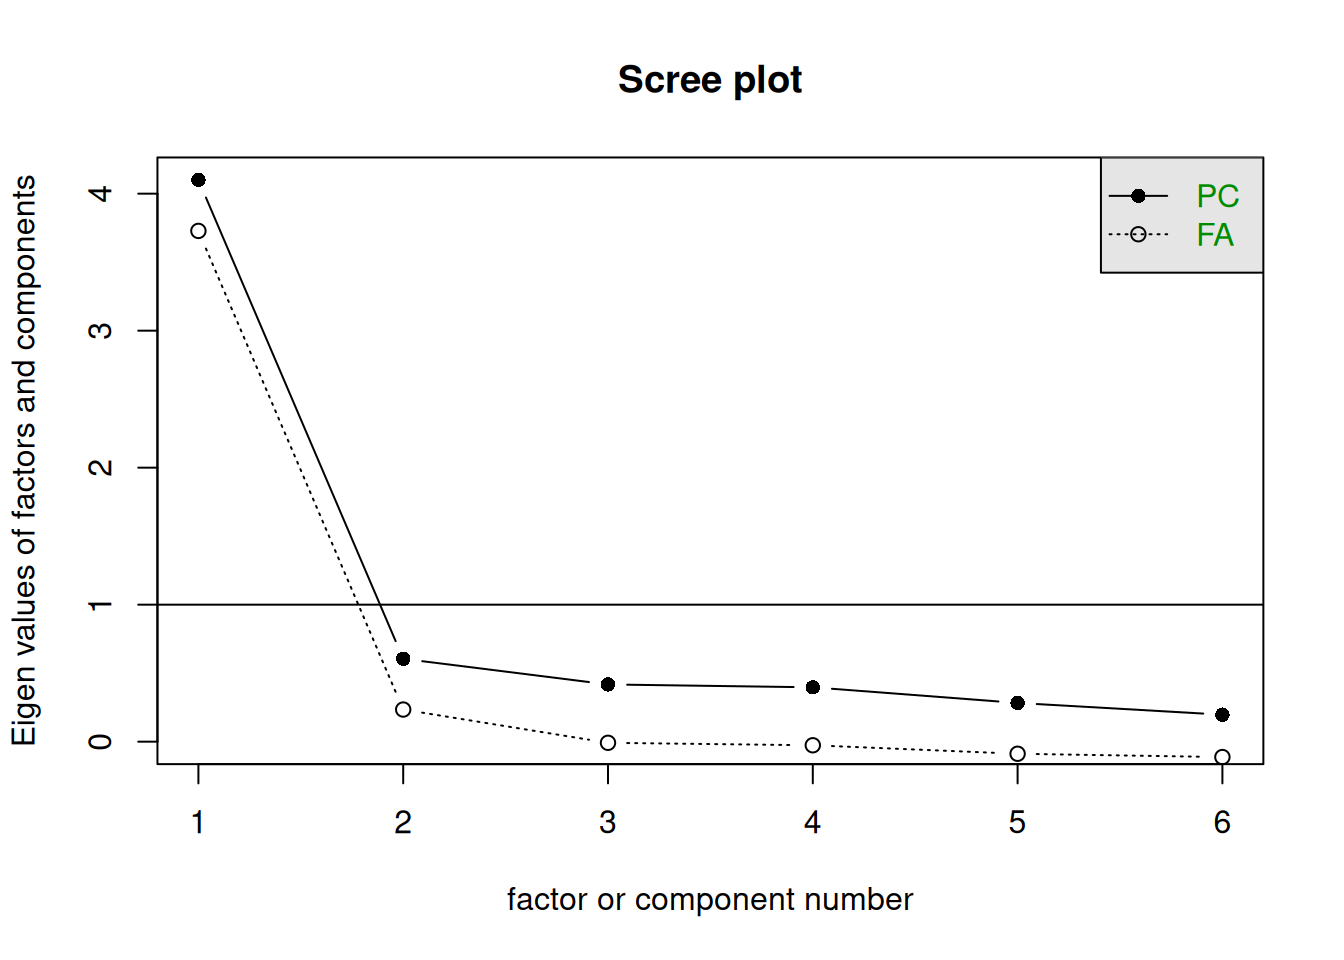 Scree plot
Eigen values of factors and components
4
3
2
1
0
PC
FA
1 2 3 4 5 6
factor or component number